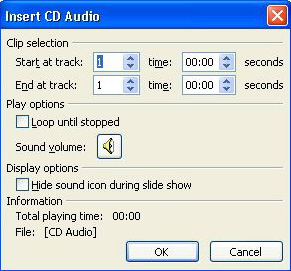 Insert CD Audio
Clip selection
Start at track: 1 time: 00:00 seconds
End at track: 1 time: 00:00 seconds
Play options
Loop until stopped
Sound volume:
Display options
Hide sound icon during slide show
Information
Total playing time: 00:00
File: [CD Audio]
OK Cancel